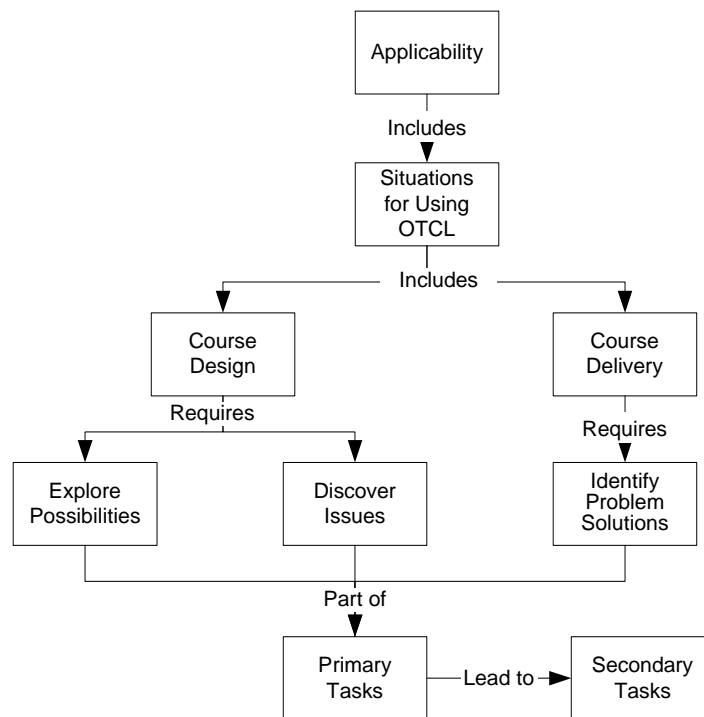 Applicability
Includes
Situations
for Using
OTCL
Includes
Course
Design
Course
Delivery
Requires
Requires
Explore
Possibilities
Discover
Issues
Identify
Problem
Solutions
Part of
Primary
Tasks
Lead to
Secondary
Tasks